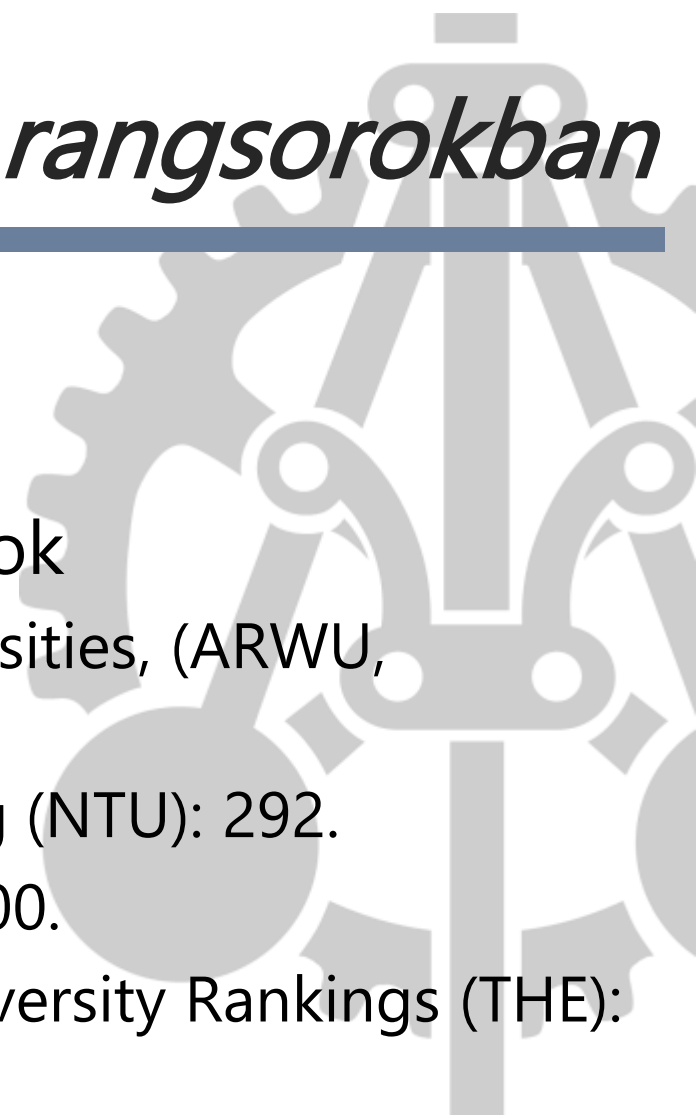 rangsorokban
ok
sities, (ARWU,
g (NTU): 292.
00.
versity Rankings (THE):